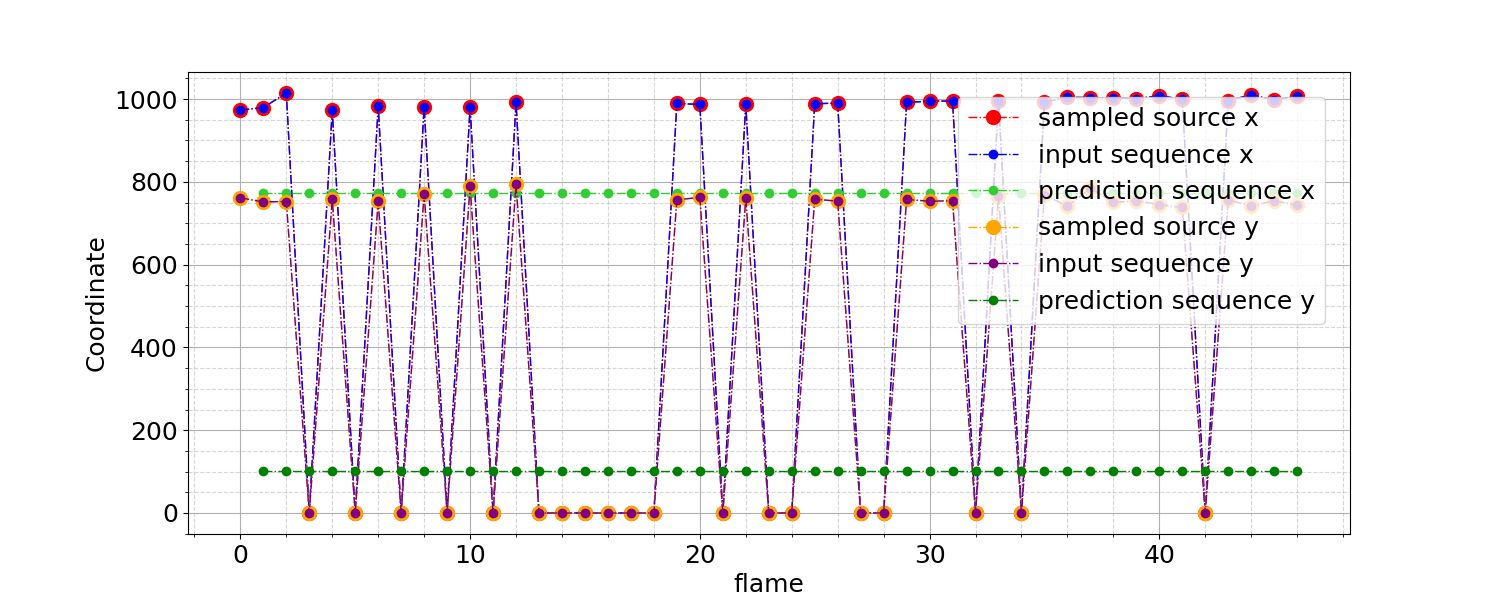 1000
800
600
400
200
0
Coordinate
sampled source x
input sequence x
prediction sequence x
sampled source y
input sequence y
prediction sequence y
0 10 20 30 40
flame